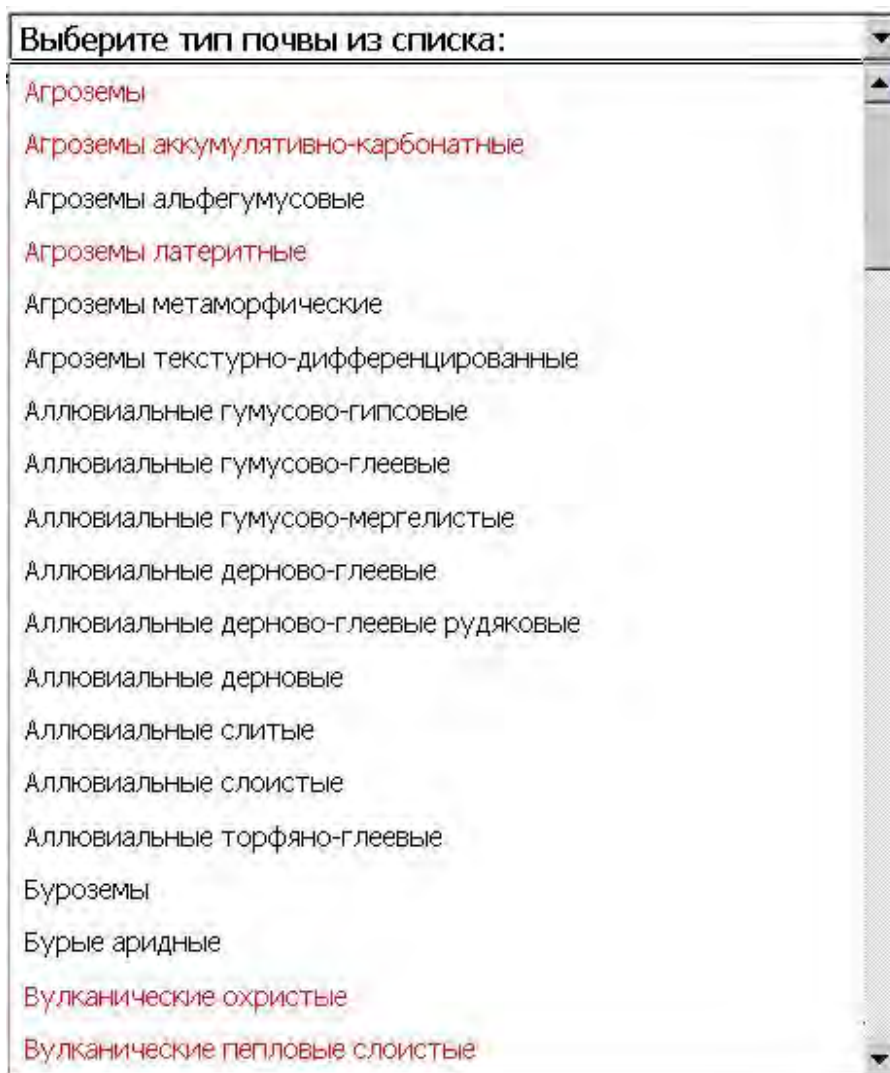 Выберите тип почвы из списка:
Агроземы
Агроземы аккумулятивно-карбонатные
Агроземы альфегумусовые
Агроземы латеритные
Агроземы метаморфические
Агроземы текстурно-дифференцированные
Аллювиальные гумусово-гипсовые
Аллювиальные гумусово-глеевые
Аллювиальные гумусово-мергелистые
Аллювиальные дерново-глеевые
Аллювиальные дерново-глеевые рудяковые
Аллювиальные дерновые
Аллювиальные слитые
Аллювиальные слоистые
Аллювиальные торфяно-глеевые
Буроземы
Бурые аридные
Вулканические охристые
Вулканические пепловые слоистые